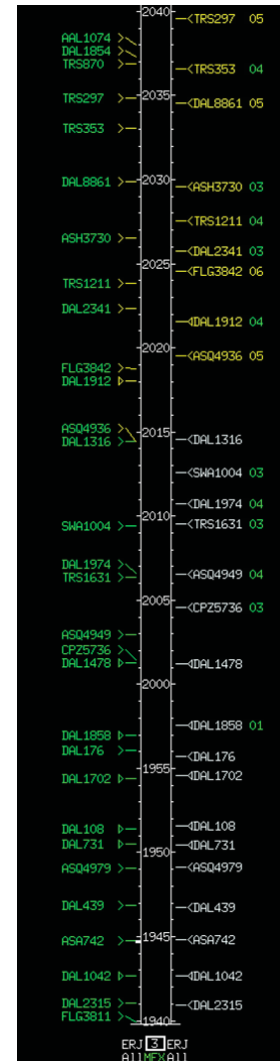 2040
<TRS297 05
AAL1074 >
DAL1854 >
TRS870 >
<TRS353 04
2035
TRS297 >
<DAL8861 05
TRS353 >
2030
DAL8861 >
<ASH3730 03
<TRS1211 04
ASH3730 >
<DAL2341 03
2025
<FLG3842 06
TRS1211 >
DAL2341 >
DAL1912 04
2020
<ASQ4936 05
FLG3842 >
DAL1912
2015
ASQ4936 >
DAL1316 >
<DAL1316
<SWA1004 03
<DAL1974 04
2010
SWA1004 >
<TRS1631 03
DAL1974 >
TRS1631 >
<ASQ4949 04
2005
<CPZ5736 03
ASQ4949 >
CPZ5736 >
DAL1478
DAL1478
2000
DAL1858 01
DAL1858
DAL176 >
<DAL176
1955
DAL1702
DAL1702
DAL108
DAL108
DAL731
DAL731
1950
ASQ4979 >
<ASQ4979
DAL439 >
<DAL439
1945
ASA742 >
<ASA742
DAL1042
DAL1042
DAL2315 >
<DAL2315
FLG3811 >
1940
ERJ 3 ERJ
AllMFXAll